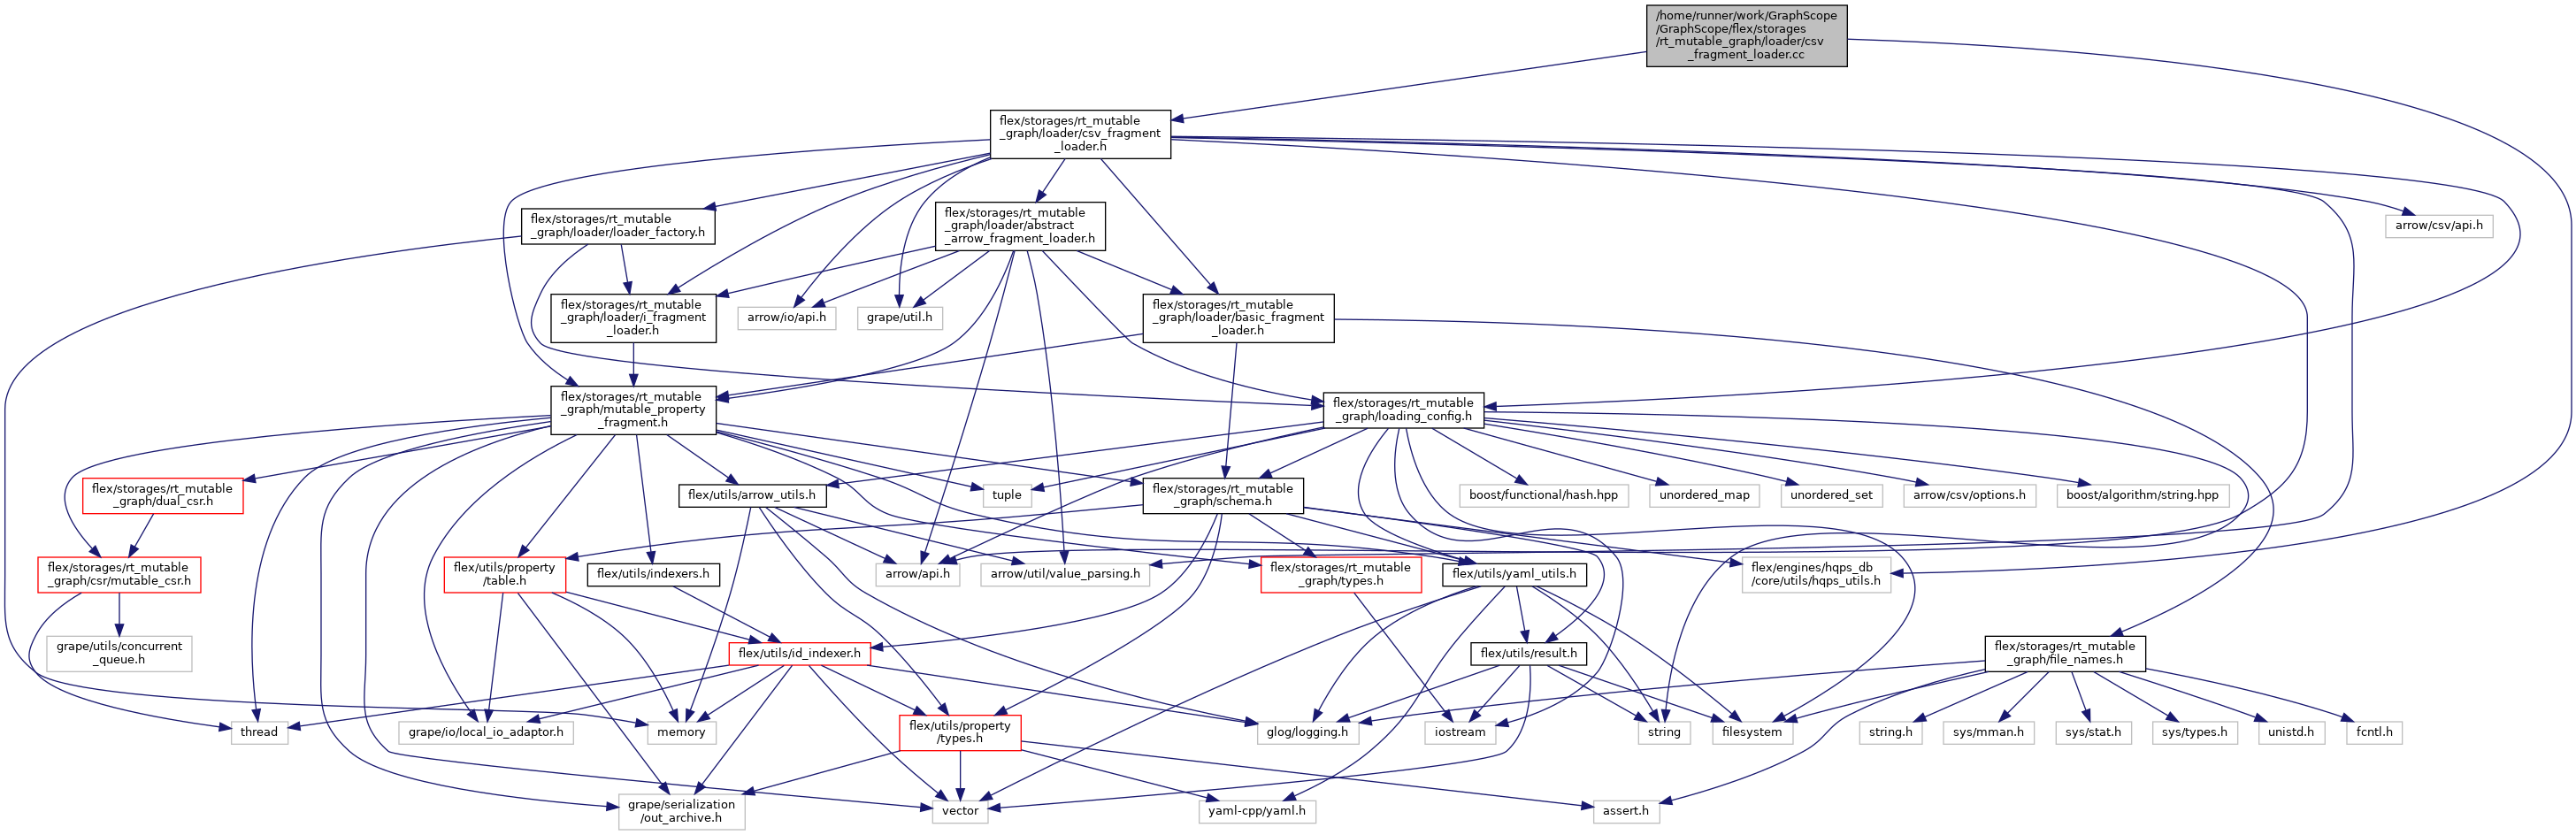 /home/runner/work/GraphScope
/GraphScope/flex/storages
/rt_mutable_graph/loader/csv
_fragment_loader.cc
flex/storages/rt_mutable
_graph/loader/csv_fragment
_loader.h
flex/storages/rt_mutable
_graph/loader/loader_factory.h
flex/storages/rt_mutable
_graph/loader/abstract
_arrow_fragment_loader.h
arrow/csv/api.h
flex/storages/rt_mutable
_graph/loader/i_fragment
_loader.h
arrow/io/api.h
grape/util.h
flex/storages/rt_mutable
_graph/loader/basic_fragment
_loader.h
flex/storages/rt_mutable
_graph/mutable_property
_fragment.h
flex/storages/rt_mutable
_graph/loading_config.h
flex/storages/rt_mutable
_graph/dual_csr.h
flex/utils/arrow_utils.h
tuple
flex/storages/rt_mutable
_graph/schema.h
boost/functional/hash.hpp
unordered_map
unordered_set
arrow/csv/options.h
boost/algorithm/string.hpp
flex/storages/rt_mutable
_graph/csr/mutable_csr.h
flex/utils/property
/table.h
flex/utils/indexers.h
arrow/api.h
arrow/util/value_parsing.h
flex/storages/rt_mutable
_graph/types.h
flex/utils/yaml_utils.h
flex/engines/hqps_db
/core/utils/hqps_utils.h
grape/utils/concurrent
_queue.h
flex/utils/id_indexer.h
flex/utils/result.h
flex/storages/rt_mutable
_graph/file_names.h
thread
grape/io/local_io_adaptor.h
memory
flex/utils/property
/types.h
glog/logging.h
iostream
string
filesystem
string.h
sys/mman.h
sys/stat.h
sys/types.h
unistd.h
fcntl.h
grape/serialization
/out_archive.h
vector
yaml-cpp/yaml.h
assert.h